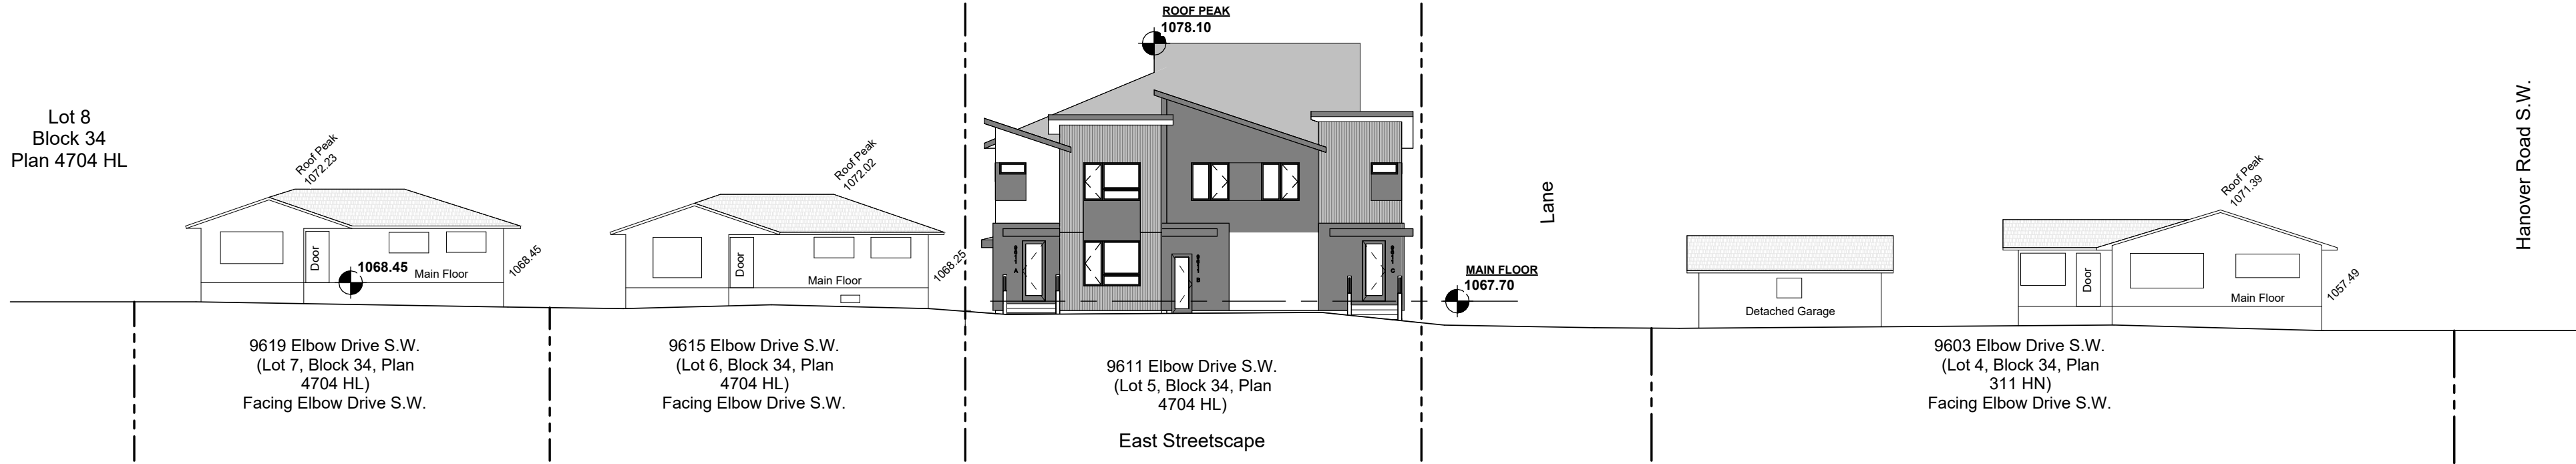 Lot 8
Block 34
Plan 4704 HL
Roof Peak
1072.23
Door
1068.45
Main Floor
1068.45
9619 Elbow Drive S.W.
(Lot 7, Block 34, Plan
4704 HL)
Facing Elbow Drive S.W.
Roof Peak
1072.02
Door
Main Floor
1068.25
9615 Elbow Drive S.W.
(Lot 6, Block 34, Plan
4704 HL)
Facing Elbow Drive S.W.
ROOF PEAK
1078.10
9611 A
9611 B
9611 C
MAIN FLOOR
1067.70
9611 Elbow Drive S.W.
(Lot 5, Block 34, Plan
4704 HL)
East Streetscape
Lane
Detached Garage
Roof Peak
1071.39
Door
Main Floor
1057.49
9603 Elbow Drive S.W.
(Lot 4, Block 34, Plan
311 HN)
Facing Elbow Drive S.W.
Hanover Road S.W.